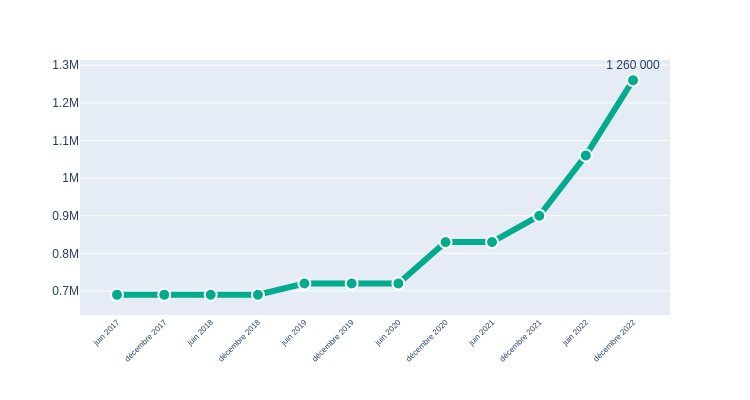 1 260 000
1.3M
1.2M
1.1M
1M
0.9M
0.8M
0.7M
juin 2017
décembre 2017
juin 2018
décembre 2018
juin 2019
décembre 2019
juin 2020
décembre 2020
juin 2021
décembre 2021
juin 2022
décembre 2022